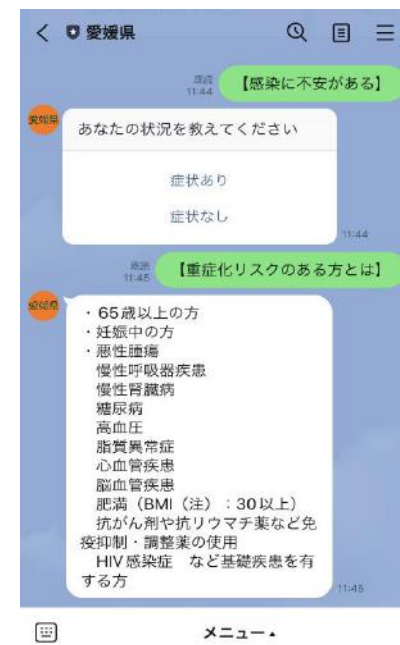 愛媛県
既読
11:44
【感染に不安がある】
愛媛県
あなたの状況を教えてください
症状あり
症状なし
11:44
既読
11:45
【重症化リスクのある方とは】
愛媛県
・65歳以上の方
・妊娠中の方
・悪性腫瘍
慢性呼吸器疾患
慢性腎臓病
糖尿病
高血圧
脂質異常症
心血管疾患
脳血管疾患
肥満（BMI（注）：30以上）
抗がん剤や抗リウマチ薬など免
疫抑制・調整薬の使用
HIV感染症　など基礎疾患を有
する方
11:45
メニュー▲